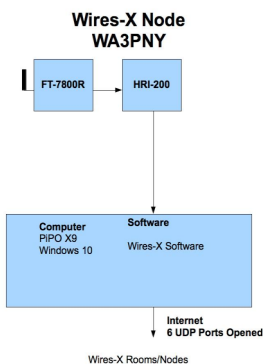 Wires-X Node
WA3PNY
FT-7800R
HRI-200
Computer
PiPO X9
Windows 10
Software
Wires-X Software
Internet
6 UDP Ports Opened
Wires-X Rooms/Nodes